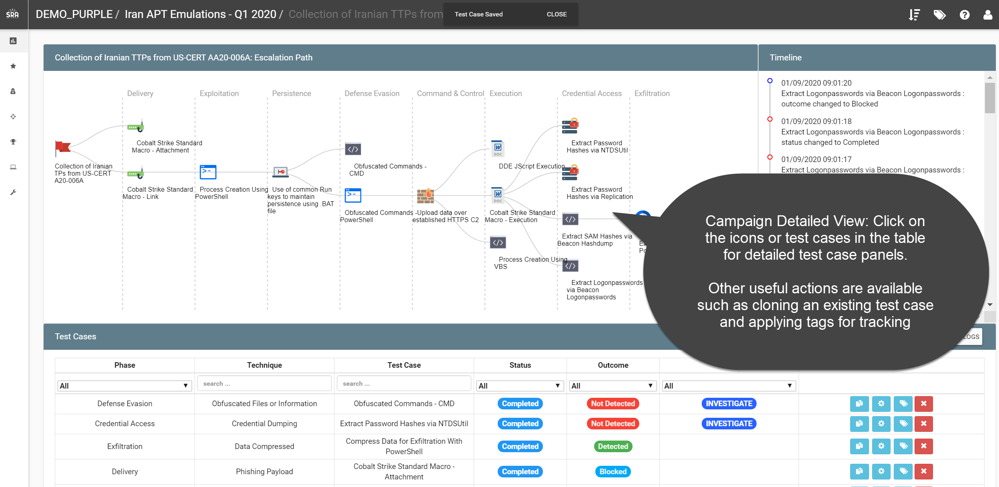 SRA
DEMO_PURPLE / Iran APT Emulations - Q1 2020 / Collection of Iranian TTPs from
Test Case Saved CLOSE
Collection of Iranian TTPs from US-CERT AA20-006A: Escalation Path
Delivery Exploitation Persistence Defense Evasion Command & Control Execution Credential Access Exfiltration
Collection of Iranian
TPs from US-CERT
A20-006A
Cobalt Strike Standard
Macro - Attachment
Cobalt Strike Standard
Macro - Link
Process Creation Using
PowerShell
Use of common Run
keys to maintain
persistence using .BAT
file
Obfuscated Commands -
CMD
Obfuscated Commands -
PowerShell
Upload data over
established HTTPS C2
DOC
DDE JScript Execution
DOC
Cobalt Strike Standard
Macro - Execution
Process Creation Using
VBS
Extract Password
Hashes via NTDSUtil
Extract Password
Hashes via Replication
Extract SAM Hashes via
Beacon Hashdump
Extract Logonpasswords
via Beacon
Logonpasswords
Timeline
01/09/2020 09:01:20
Extract Logonpasswords via Beacon Logonpasswords :
outcome changed to Blocked
01/09/2020 09:01:18
Extract Logonpasswords via Beacon Logonpasswords :
status changed to Completed
01/09/2020 09:01:17
Extract Logonpasswords via Beacon Logonpasswords :
Campaign Detailed View: Click on
the icons or test cases in the table
for detailed test case panels.
Other useful actions are available
such as cloning an existing test case
and applying tags for tracking
Test Cases
LOGS
Phase Technique Test Case Status Outcome
All search ... search ... All All All
Defense Evasion Obfuscated Files or Information Obfuscated Commands - CMD Completed Not Detected INVESTIGATE
Credential Access Credential Dumping Extract Password Hashes via NTDSUtil Completed Not Detected INVESTIGATE
Exfiltration Data Compressed Compress Data for Exfiltration With
PowerShell Completed Detected
Delivery Phishing Payload Cobalt Strike Standard Macro -
Attachment Completed Blocked